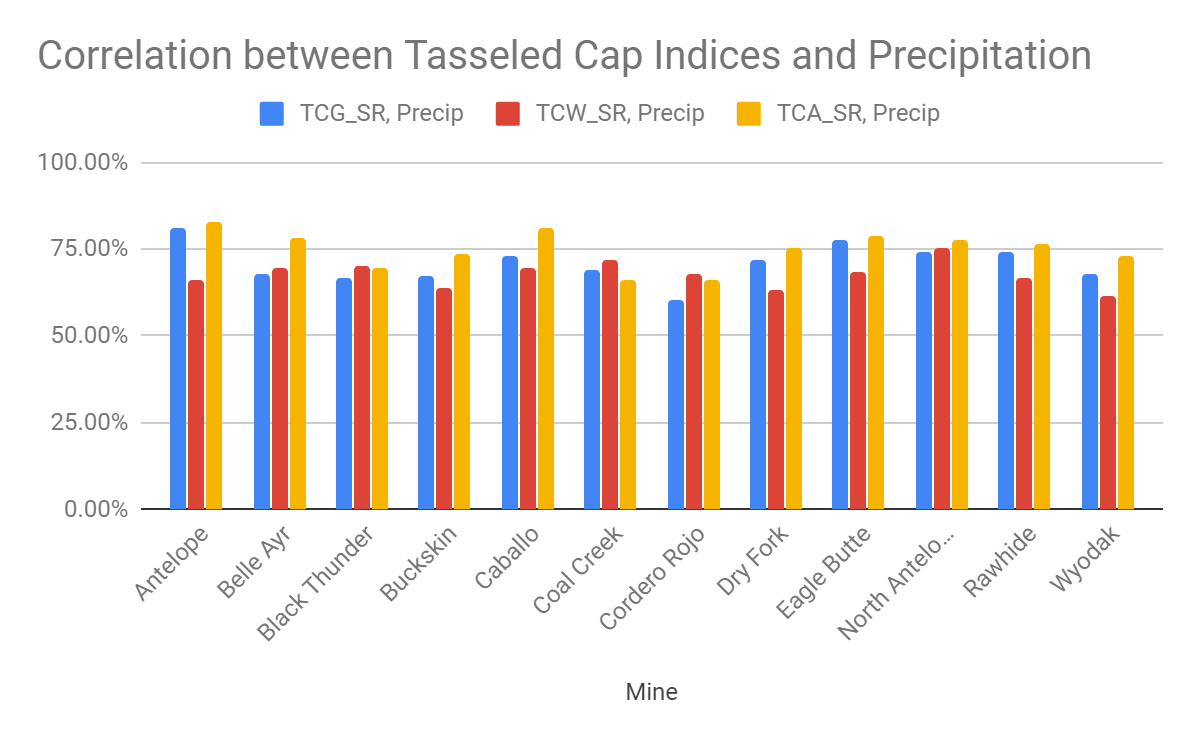 Correlation between Tasseled Cap Indices and Precipitation
TCG_SR, Precip
TCW_SR, Precip
TCA_SR, Precip
100.00%
75.00%
50.00%
25.00%
0.00%
Antelope
Belle Ayr
Black Thunder
Buckskin
Caballo
Coal Creek
Cordero Rojo
Dry Fork
Eagle Butte
North Antelo...
Rawhide
Wyodak
Mine